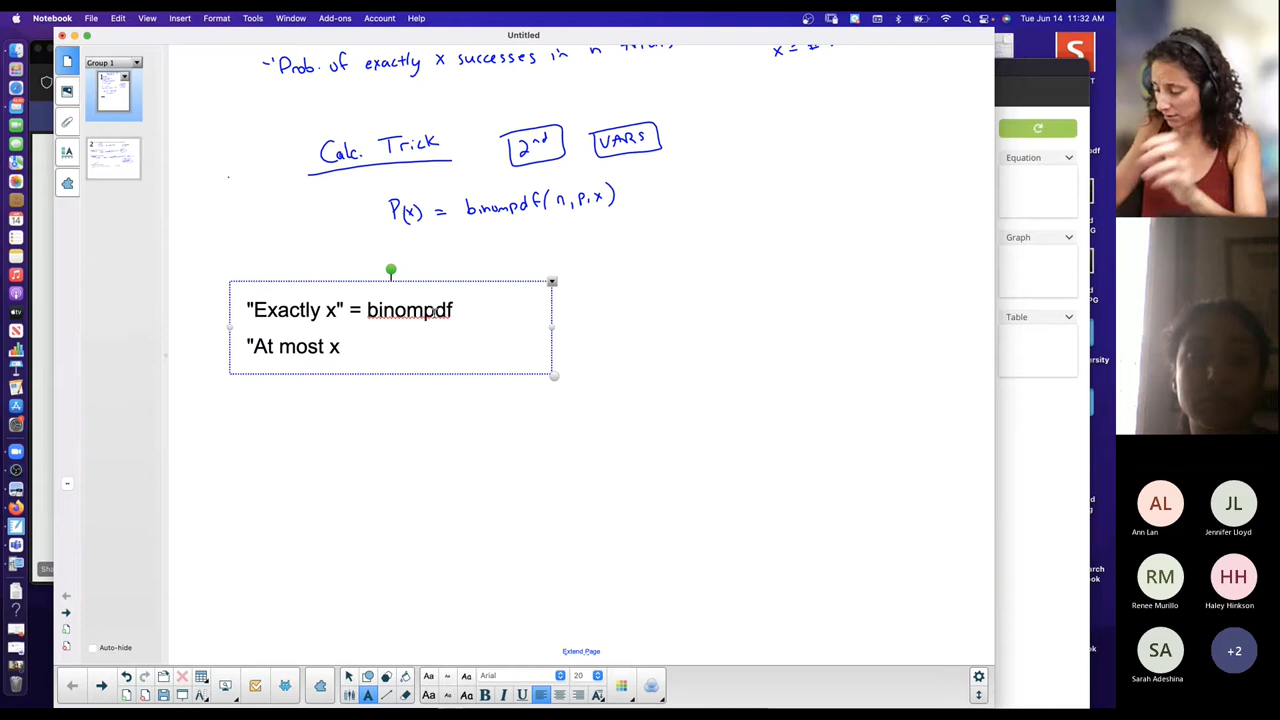 Notebook File Edit View Insert Format Tools Window Add-ons Account Help
Tue Jun 14 11:32 AM
Untitled
Group 1
Prob. of exactly x successes in n trials
x = #
Calc. Trick 2nd VARS
P(x) = binompdf(n, p, x)
"Exactly x" = binompdf
"At most x
Equation
Graph
Table
Auto-hide
Extend Page
Arial
20
S
AL
JL
Ann Lan
Jennifer Lloyd
RM
HH
Renee Murillo
Haley Hinkson
SA
+2
Sarah Adeshina